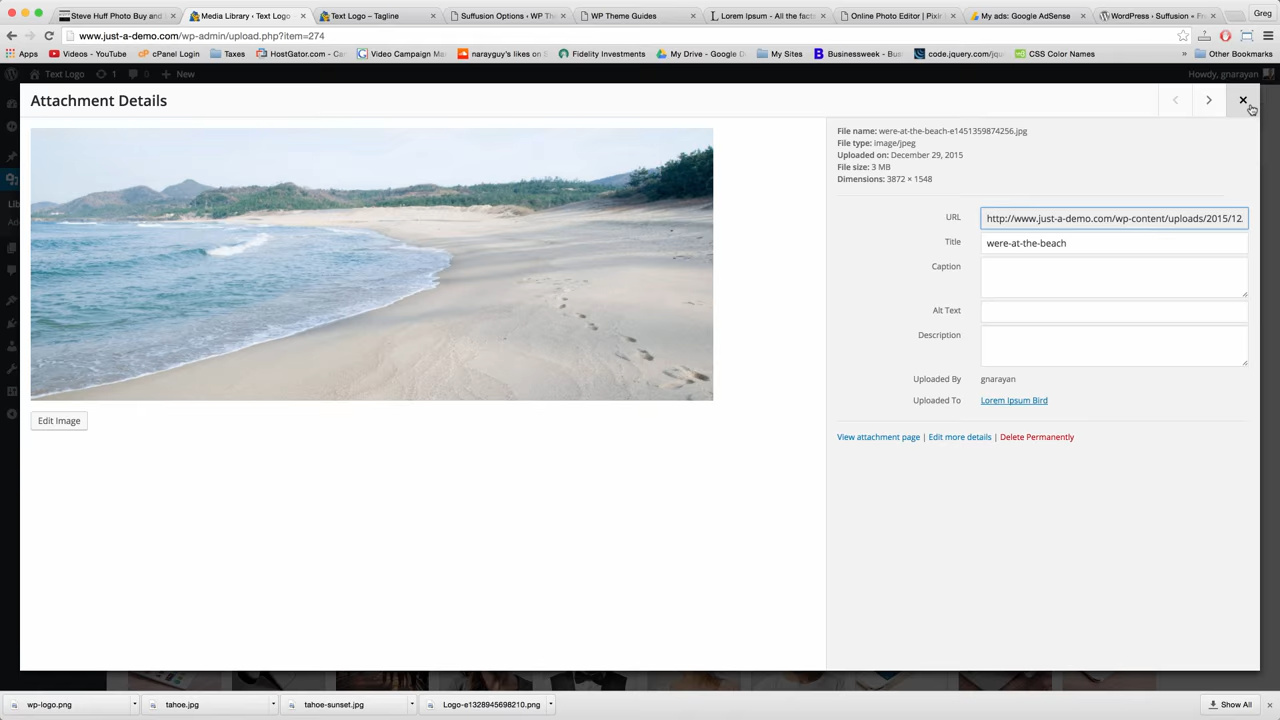 Steve Huff Photo Buy and
Media Library ‹ Text Logo
Text Logo – Tagline
Suffusion Options ‹ WP Th
WP Theme Guides
Lorem Ipsum - All the facts
Online Photo Editor | Pixlr
My ads: Google AdSense
WordPress › Suffusion « Fr
Greg
www.just-a-demo.com/wp-admin/upload.php?item=274
Apps
Videos - YouTube
cPanel Login
Taxes
HostGator.com - Can
Video Campaign Man
narayguy's likes on S
Fidelity Investments
My Drive - Google D
My Sites
Businessweek - Busin
code.jquery.com/jqu
CSS Color Names
»
Other Bookmarks
Text Logo
1
0
New
Howdy, gnarayan
Attachment Details
File name: were-at-the-beach-e1451359874256.jpg
File type: image/jpeg
Uploaded on: December 29, 2015
File size: 3 MB
Dimensions: 3872 × 1548
URL http://www.just-a-demo.com/wp-content/uploads/2015/12
Title were-at-the-beach
Caption
Alt Text
Description
Uploaded By gnarayan
Uploaded To Lorem Ipsum Bird
View attachment page | Edit more details | Delete Permanently
Edit Image
Lib
wp-logo.png
tahoe.jpg
tahoe-sunset.jpg
Logo-e1328945698210.png
Show All